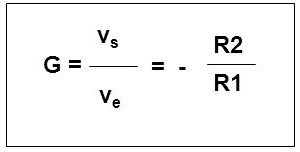 G = vₛ / vₑ = - R2 / R1